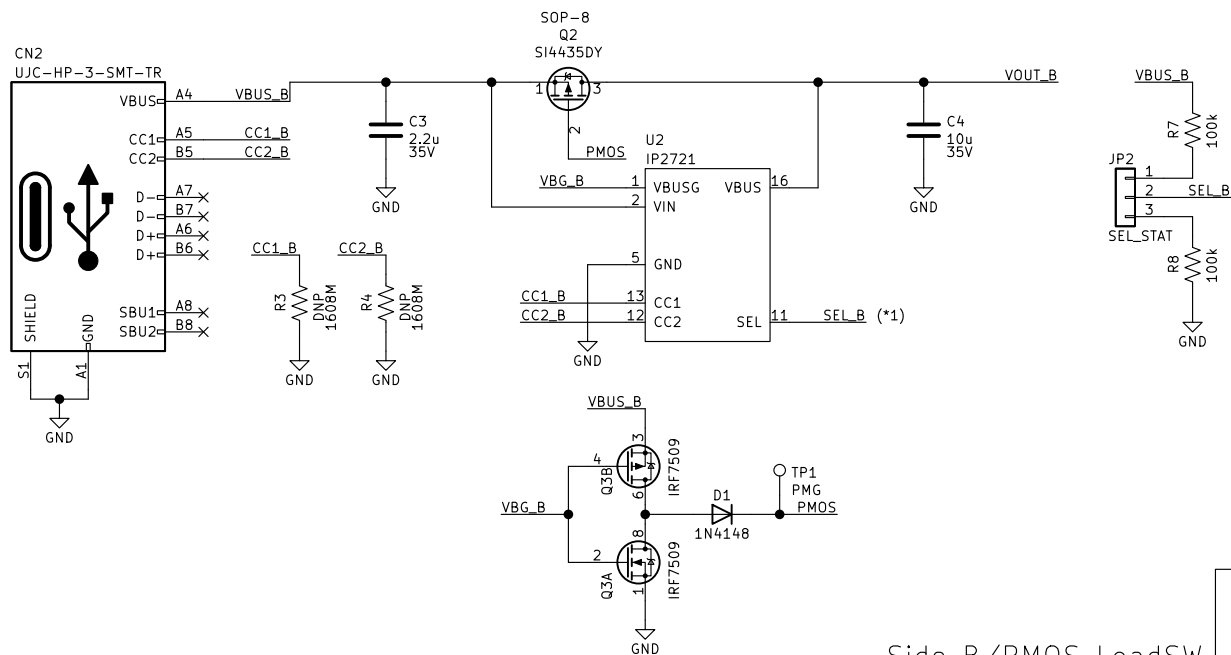 SOP-8
Q2
SI4435DY
CN2
UJC-HP-3-SMT-TR
VBUS A4 VBUS_B
CC1 A5 CC1_B
CC2 B5 CC2_B
D- A7
D- B7
D+ A6
D+ B6
SBU1 A8
SBU2 B8
SHIELD
GND
S1
A1
GND
C3
2.2u
35V
GND
1
3
2
PMOS
VOUT_B
C4
10u
35V
GND
U2
IP2721
VBG_B 1 VBUSG
2 VIN
VBUS 16
5 GND
GND
CC1_B 13 CC1
CC2_B 12 CC2
SEL 11 SEL_B (*1)
CC1_B
R3
DNP
1608M
GND
CC2_B
R4
DNP
1608M
GND
VBUS_B
R7
100k
JP2
1
2 SEL_B
3
SEL_STAT
R8
100k
GND
VBUS_B
3
4
Q3B
IRF7509
6
VBG_B
D1
1N4148
TP1
PMG
PMOS
8
2
Q3A
IRF7509
1
GND
Side B/PMOS LoadSW